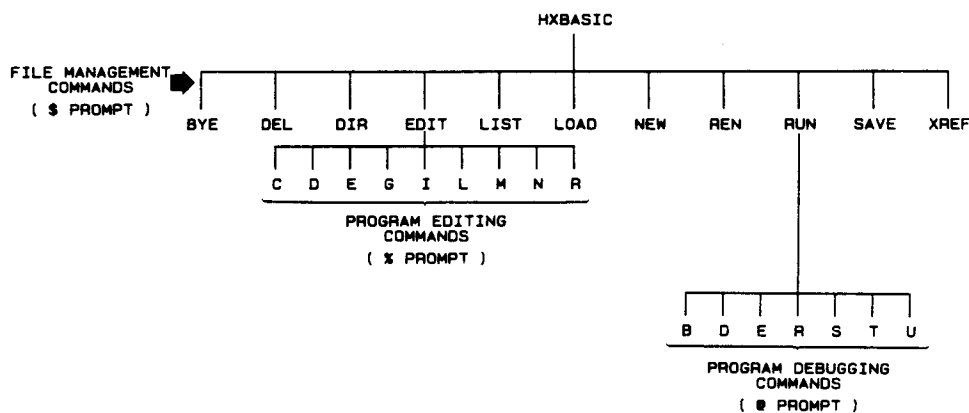 HXBASIC
FILE MANAGEMENT
COMMANDS
( $ PROMPT )
BYE DEL DIR EDIT LIST LOAD NEW REN RUN SAVE XREF
C D E G I L M N R
PROGRAM EDITING
COMMANDS
( % PROMPT )
B D E R S T U
PROGRAM DEBUGGING
COMMANDS
( @ PROMPT )